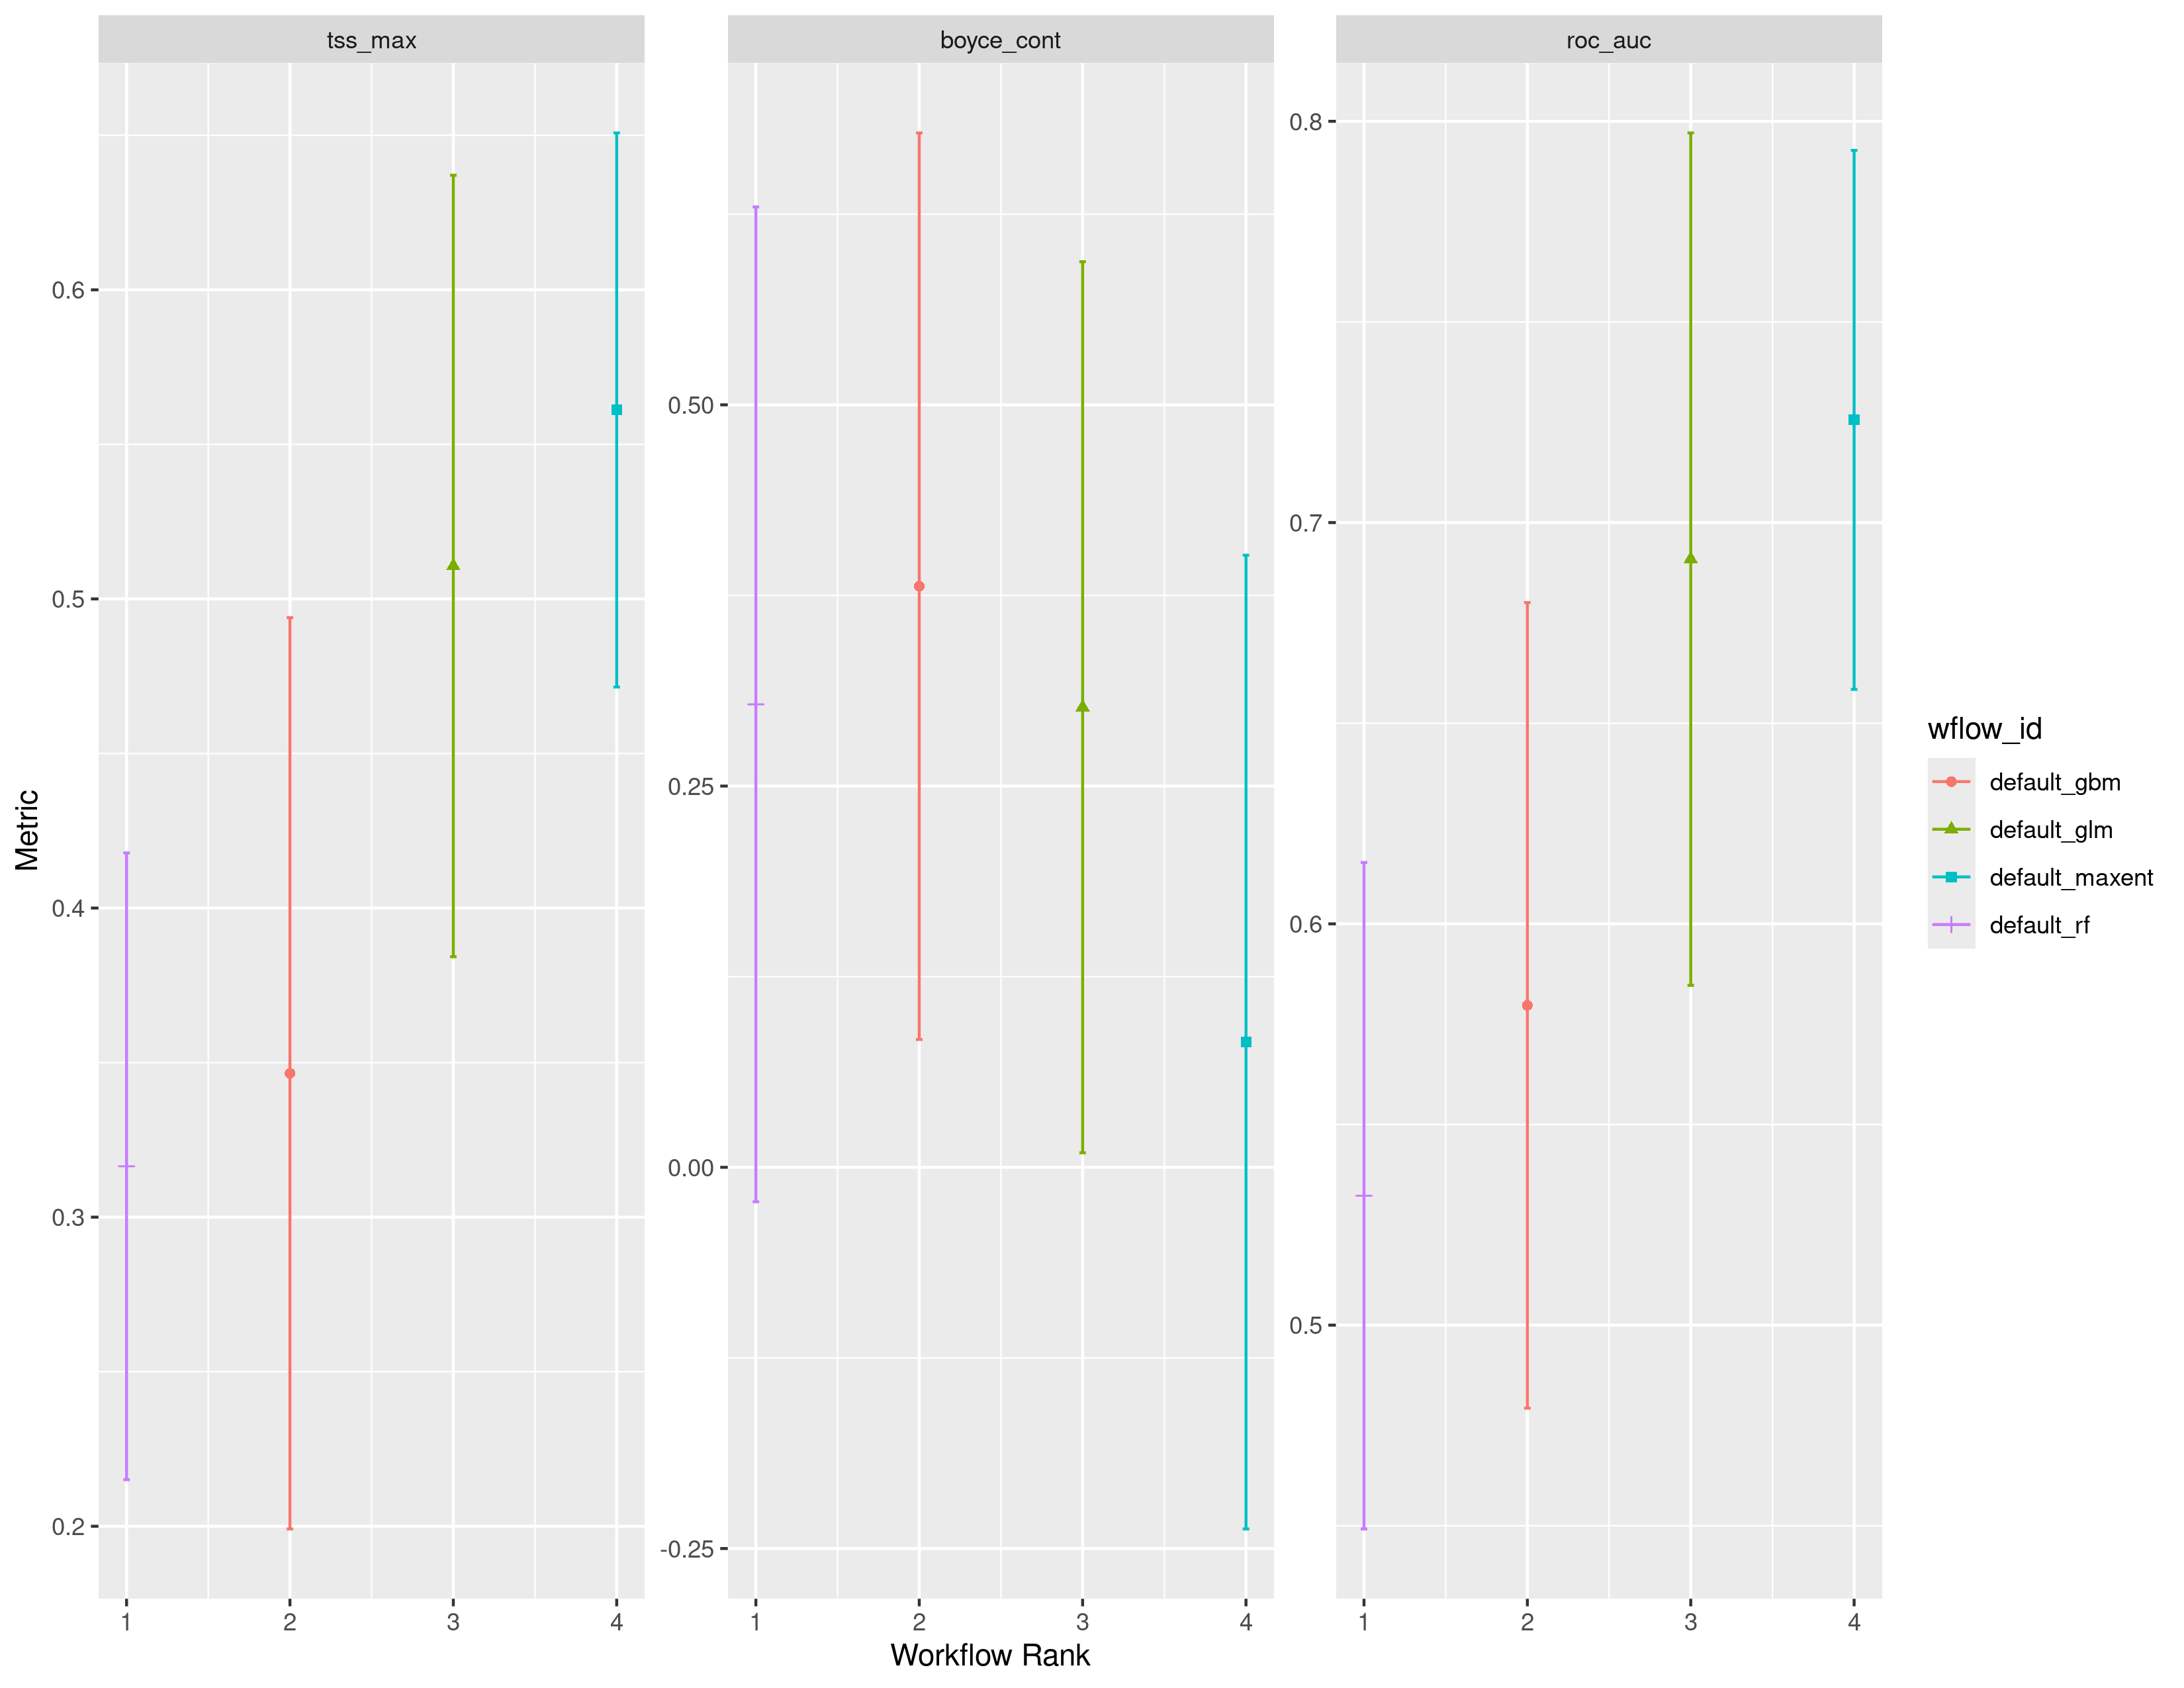 tss_max
boyce_cont
roc_auc
Metric
0.6
0.5
0.4
0.3
0.2
0.50
0.25
0.00
-0.25
0.8
0.7
0.6
0.5
1 2 3 4
1 2 3 4
1 2 3 4
Workflow Rank
wflow_id
default_gbm
default_glm
default_maxent
default_rf